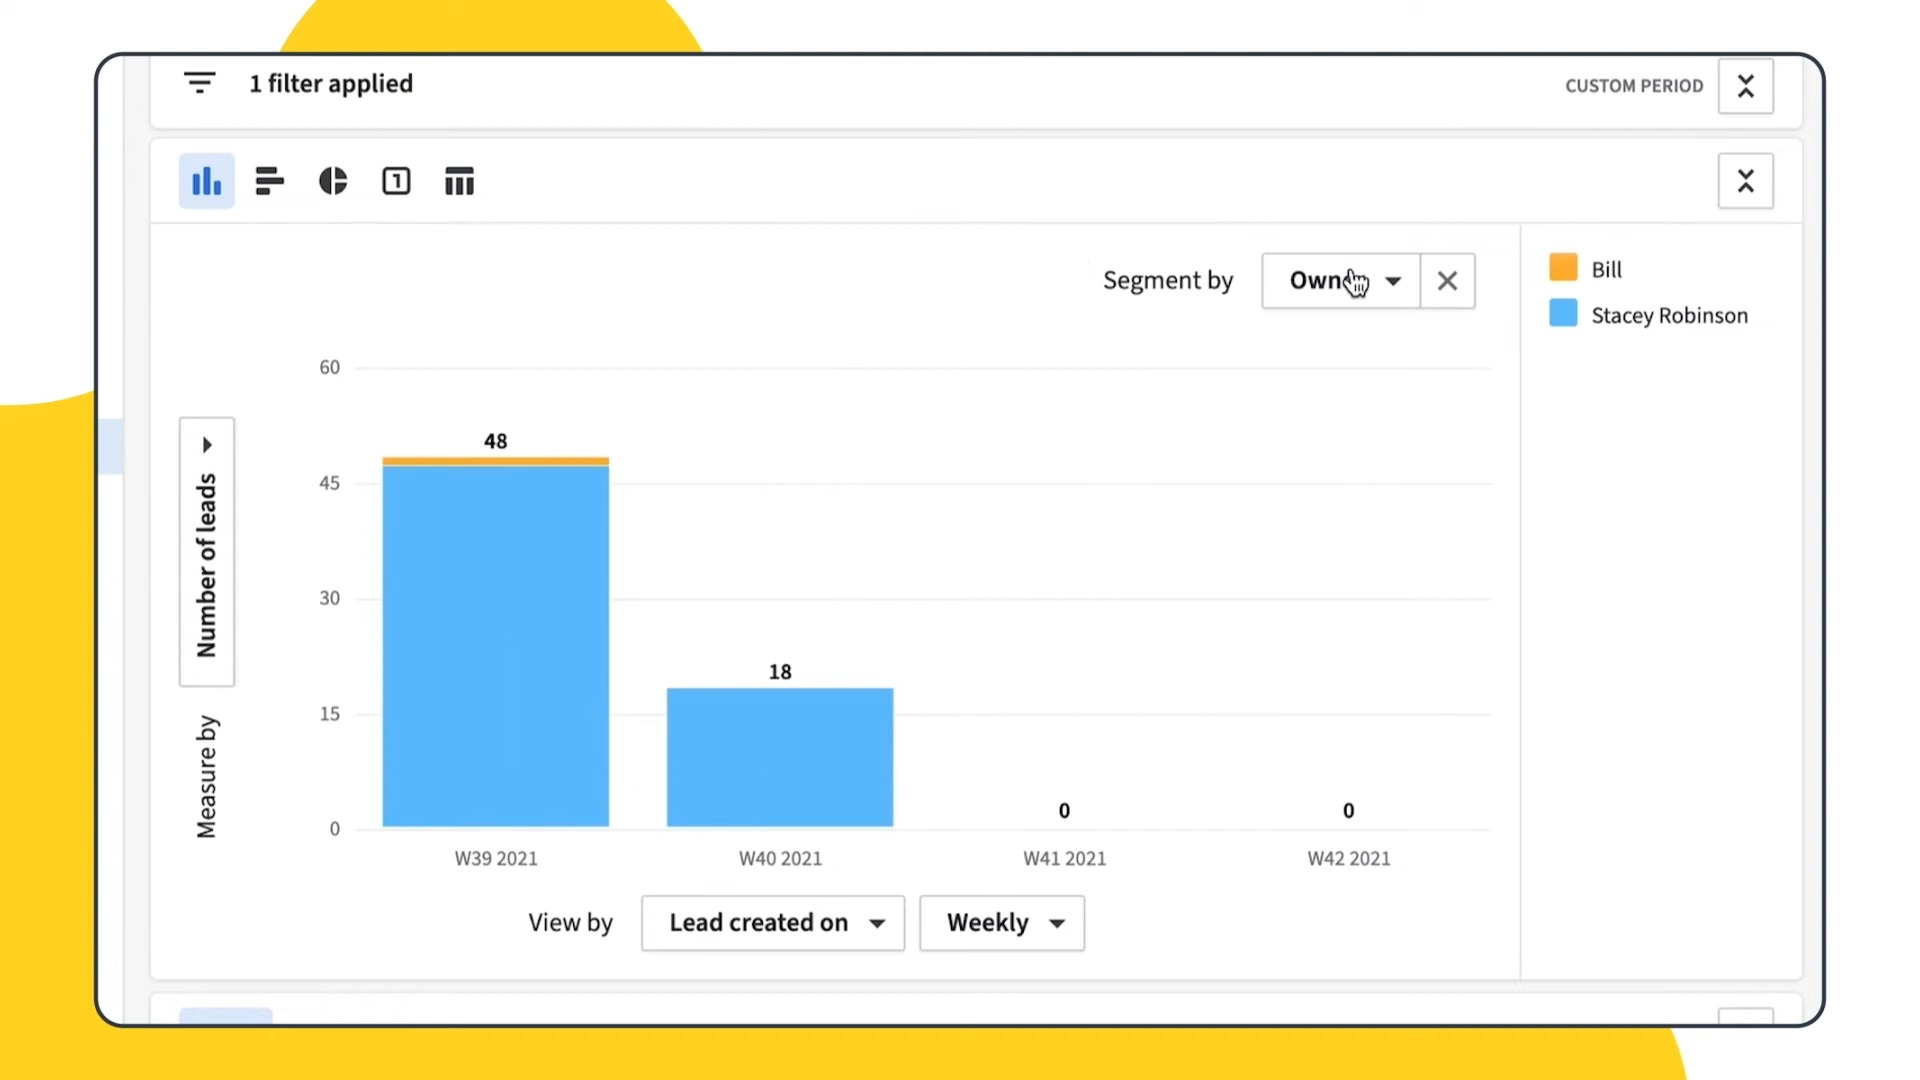 1 filter applied
CUSTOM PERIOD
1
Segment by
Own
Bill
Stacey Robinson
60
48
45
30
18
15
0
0
0
Number of leads
Measure by
W39 2021
W40 2021
W41 2021
W42 2021
View by
Lead created on
Weekly